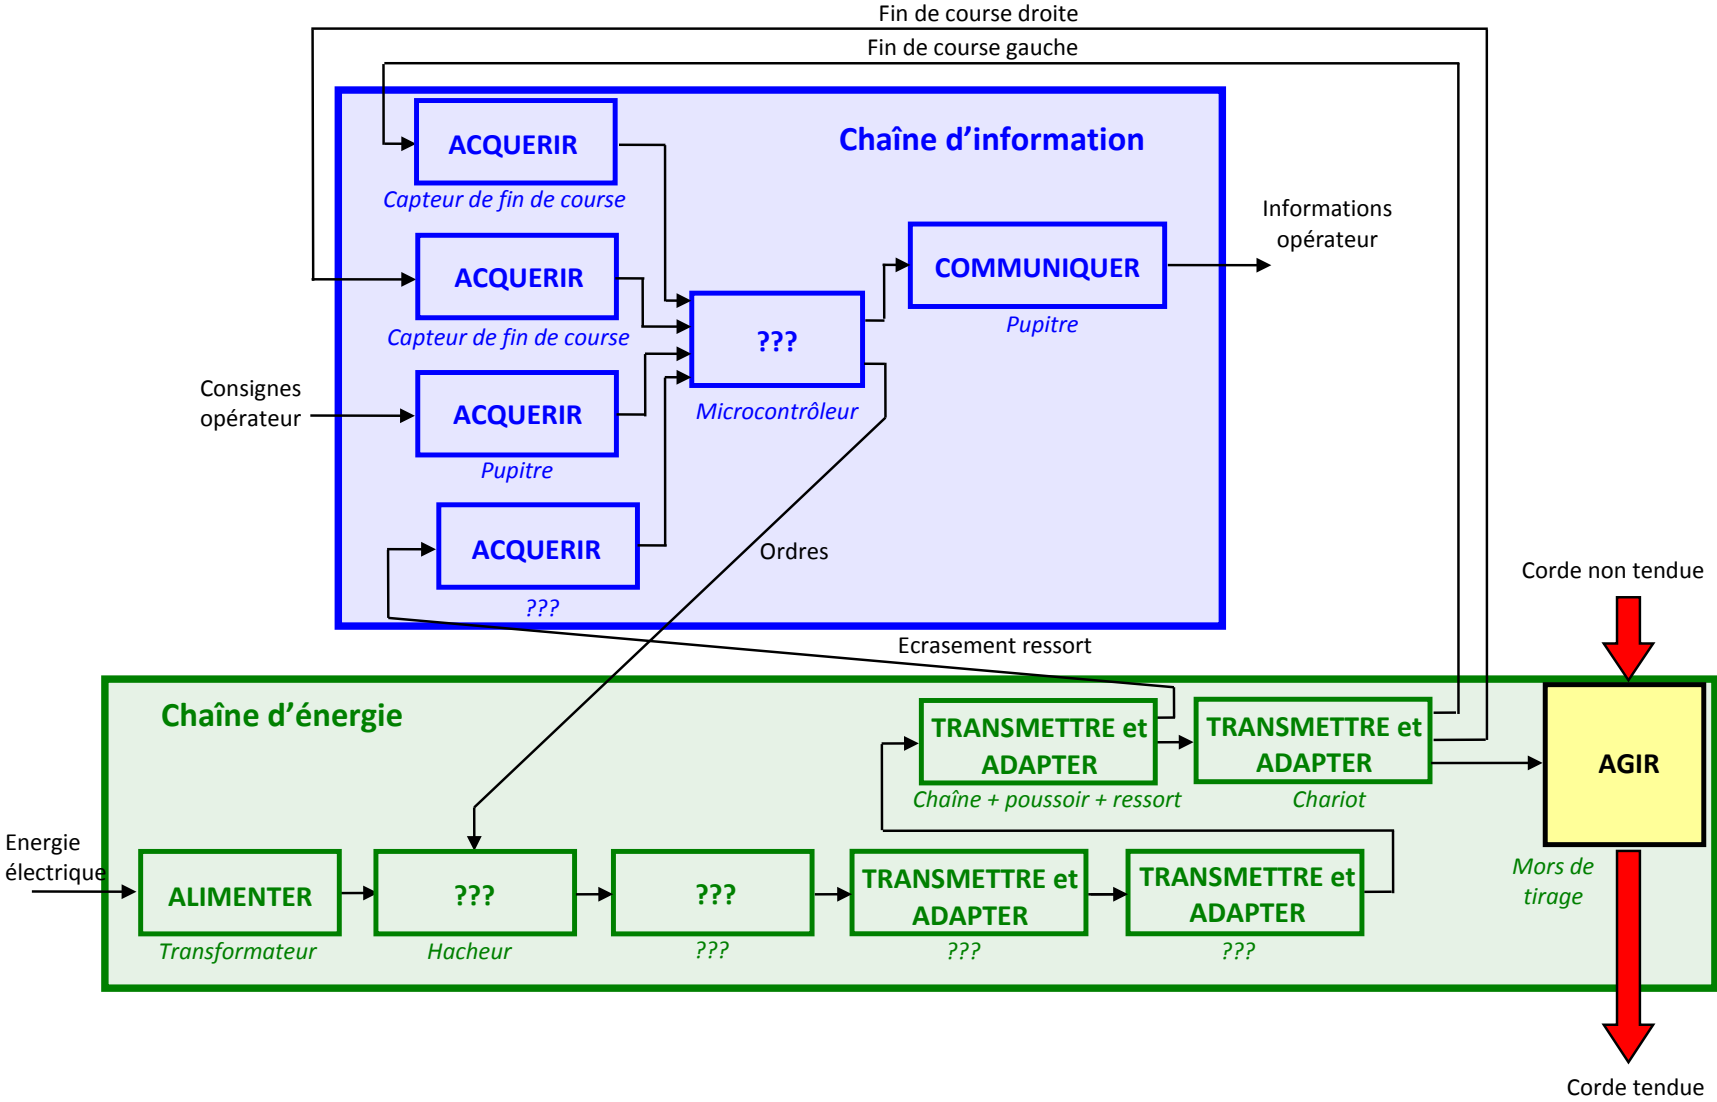 Fin de course droite
Fin de course gauche
Chaîne d’information
ACQUERIR
Capteur de fin de course
ACQUERIR
Capteur de fin de course
Consignes
opérateur
ACQUERIR
Pupitre
ACQUERIR
???
???
Microcontrôleur
COMMUNIQUER
Pupitre
Informations
opérateur
Ordres
Ecrasement ressort
Corde non tendue
Chaîne d’énergie
TRANSMETTRE et
ADAPTER
Chaîne + poussoir + ressort
TRANSMETTRE et
ADAPTER
Chariot
AGIR
Mors de
tirage
Energie
électrique
ALIMENTER
Transformateur
???
Hacheur
???
???
TRANSMETTRE et
ADAPTER
???
TRANSMETTRE et
ADAPTER
???
Corde tendue